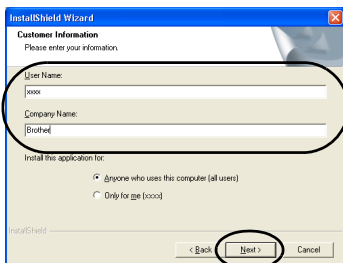 InstallShield Wizard
Customer Information
Please enter your information.
User Name:
xxxx
Company Name:
Brother
Install this application for:
Anyone who uses this computer (all users)
Only for me (xxxx)
InstallShield
< Back
Next >
Cancel